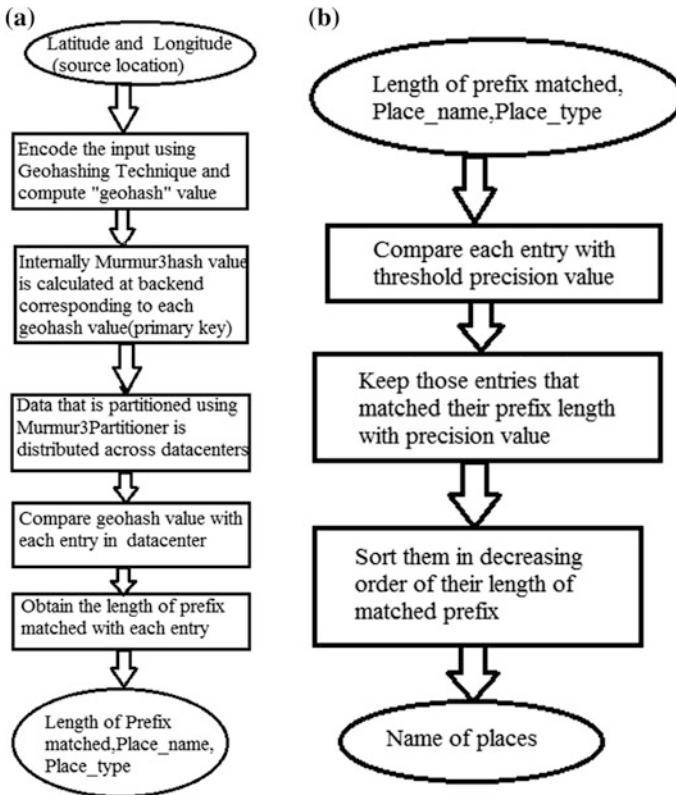 (a)
Latitude and Longitude
(source location)
Encode the input using
Geohashing Technique and
compute "geohash" value
Internally Murmur3hash value
is calculated at backend
corresponding to each
geohash value(primary key)
Data that is partitioned using
Murmur3Partitioner is
distributed across datacenters
Compare geohash value with
each entry in datacenter
Obtain the length of prefix
matched with each entry
Length of Prefix
matched,Place_name,
Place_type
(b)
Length of prefix matched,
Place_name,Place_type
Compare each entry with
threshold precision value
Keep those entries that
matched their prefix length
with precision value
Sort them in decreasing
order of their length of
matched prefix
Name of places